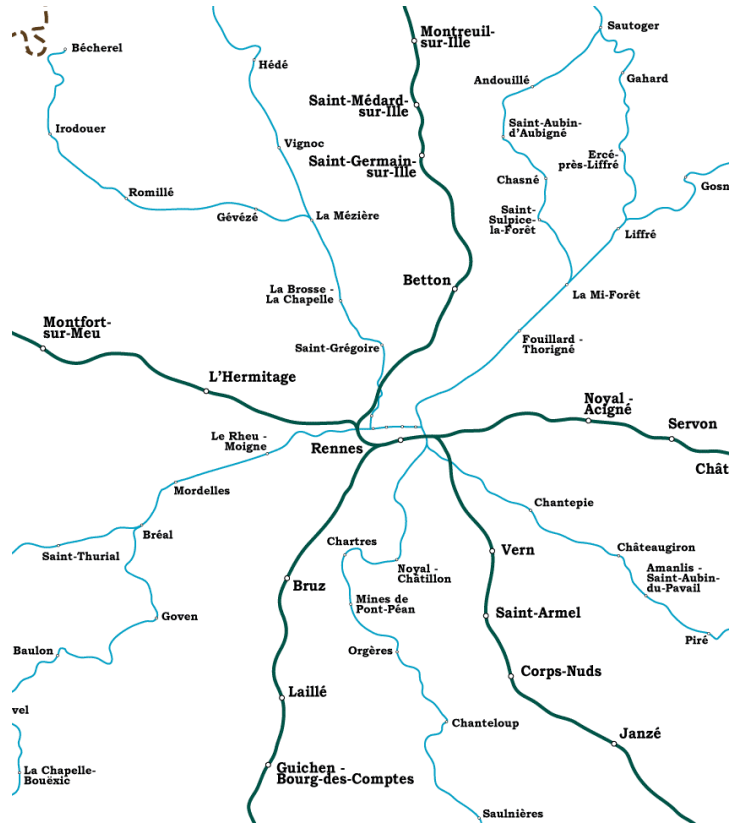 Sautoger
Montreuil-
sur-Ille
Bécherel
Hédé
Andouillé
Gahard
Saint-Médard-
sur-Ille
Saint-Aubin-
d'Aubigné
Irodouer
Vignoc
Saint-Germain-
sur-Ille
Ercé-
près-Liffré
Chasné
Gosn
Romillé
Gévézé
La Mézière
Saint-
Sulpice-
la-Forêt
Liffré
Betton
La Brosse -
La Chapelle
La Mi-Forêt
Montfort-
sur-Meu
Saint-Grégoire
Fouillard -
Thorigné
L'Hermitage
Noyal -
Acigné
Servon
Le Rheu -
Moigne
Rennes
Chât
Mordelles
Chantepie
Bréal
Saint-Thurial
Chartres
Vern
Châteaugiron
Noyal -
Châtillon
Amanlis -
Saint-Aubin-
du-Pavail
Bruz
Mines de
Pont-Péan
Goven
Saint-Armel
Piré
Baulon
Orgères
Corps-Nuds
Laillé
vel
Chanteloup
Janzé
La Chapelle-
Bouëxic
Guichen -
Bourg-des-Comptes
Saulnières